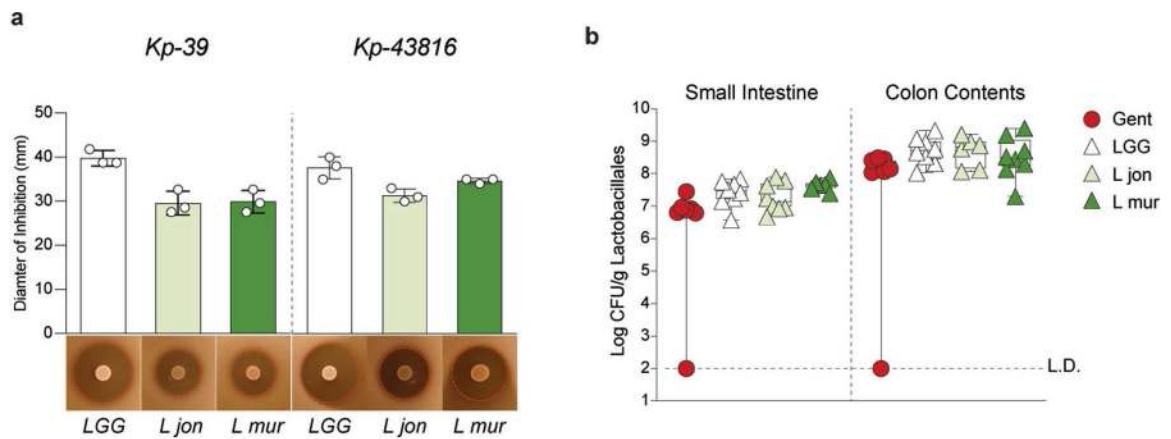 a
Kp-39
Kp-43816
Diamter of Inhibition (mm)
50
40
30
20
10
0
LGG
L jon
L mur
LGG
L jon
L mur
b
Small Intestine
Colon Contents
Log CFU/g Lactobacillales
10
9
8
7
6
5
4
3
2
1
L.D.
Gent
LGG
L jon
L mur